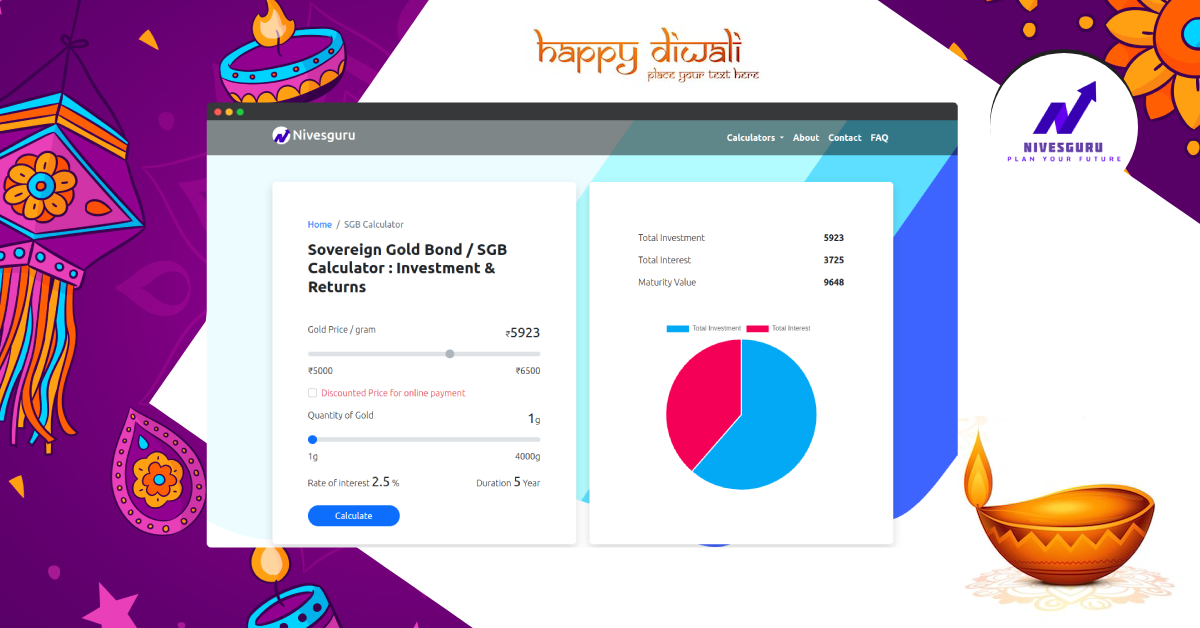 happy diwali
place your text here
Nivesguru
Calculators
About
Contact
FAQ
NIVESGURU
PLAN YOUR FUTURE
Home / SGB Calculator
Sovereign Gold Bond / SGB
Calculator : Investment &
Returns
Gold Price / gram ₹5923
₹5000 ₹6500
Discounted Price for online payment
Quantity of Gold 1g
1g 4000g
Rate of interest 2.5 % Duration 5 Year
Calculate
Total Investment 5923
Total Interest 3725
Maturity Value 9648
Total Investment Total Interest